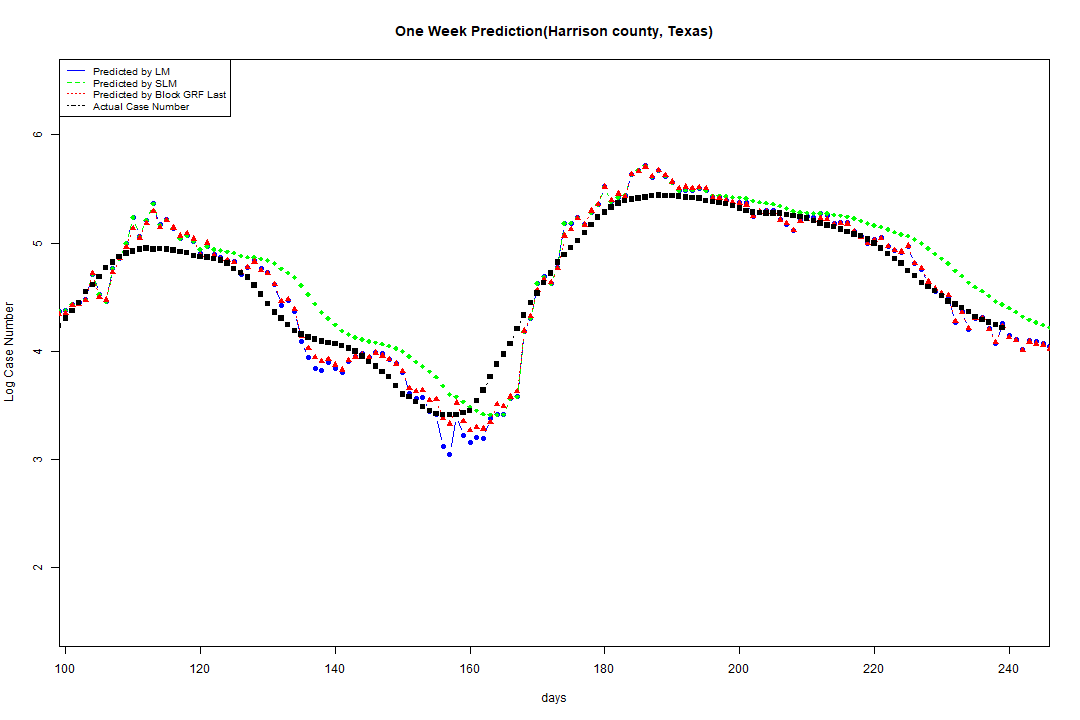 One Week Prediction(Harrison county, Texas)
Predicted by LM
Predicted by SLM
Predicted by Block GRF Last
Actual Case Number
6
5
4
3
2
Log Case Number
100 120 140 160 180 200 220 240
days